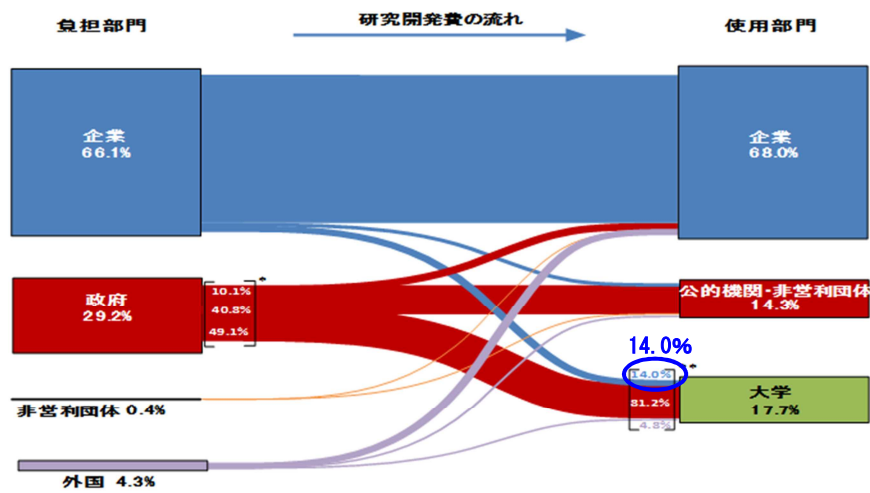 負担部門
研究開発費の流れ
使用部門
企業
66.1%
企業
68.0%
政府
29.2%
*
10.1%
40.8%
49.1%
公的機関・非営利団体
14.3%
14.0%
**
14.0%
81.2%
4.8%
大学
17.7%
非営利団体 0.4%
外国 4.3%